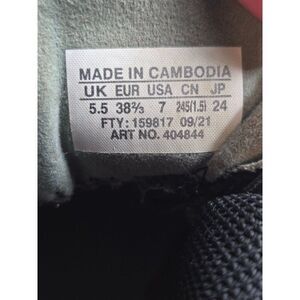 MADE IN CAMBODIA
UK EUR USA CN JP
5.5 38⅔ 7 245(1.5) 24
FTY: 159817 09/21
ART NO. 404844